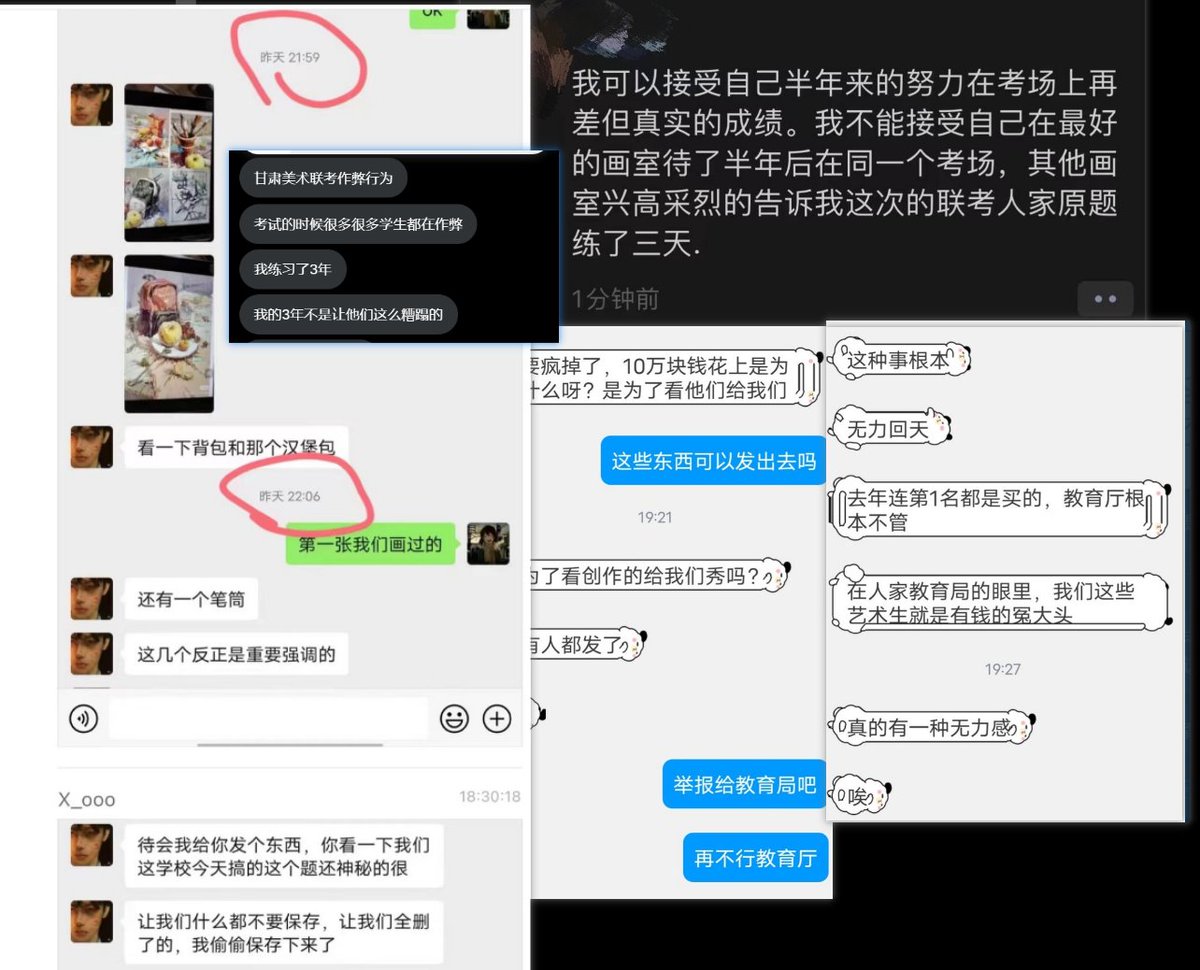 OK
昨天 21:59
看一下背包和那个汉堡包
昨天 22:06
第一张我们画过的
还有一个笔筒
这几个反正是重要强调的
X_ooo
18:30:18
待会我给你发个东西，你看一下我们
这学校今天搞的这个题还神秘的很
让我们什么都不要保存，让我们全删
了的，我偷偷保存下来了
甘肃美术联考作弊行为
考试的时候很多很多学生都在作弊
我练习了3年
我的3年不是让他们这么糟蹋的
我可以接受自己半年来的努力在考场上再
差但真实的成绩。我不能接受自己在最好
的画室待了半年后在同一个考场，其他画
室兴高采烈的告诉我这次的联考人家原题
练了三天.
1分钟前
要疯掉了，10万块钱花上是为
什么呀？是为了看他们给我们
这些东西可以发出去吗
19:21
为了看创作的给我们秀吗？
有人都发了
举报给教育局吧
再不行教育厅
这种事根本
无力回天
去年连第1名都是买的，教育厅根
本不管
在人家教育局的眼里，我们这些
艺术生就是有钱的冤大头
19:27
真的有一种无力感
唉